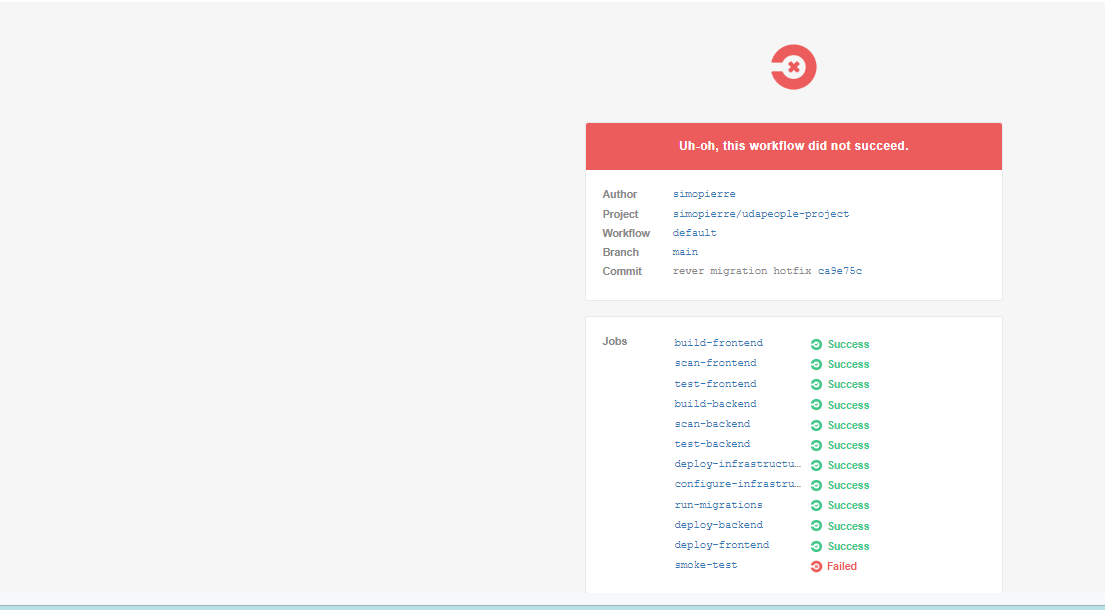 Uh-oh, this workflow did not succeed.
Author simopierre
Project simopierre/udapeople-project
Workflow default
Branch main
Commit rever migration hotfix ca9e75c
Jobs build-frontend Success
scan-frontend Success
test-frontend Success
build-backend Success
scan-backend Success
test-backend Success
deploy-infrastructu… Success
configure-infrastru… Success
run-migrations Success
deploy-backend Success
deploy-frontend Success
smoke-test Failed